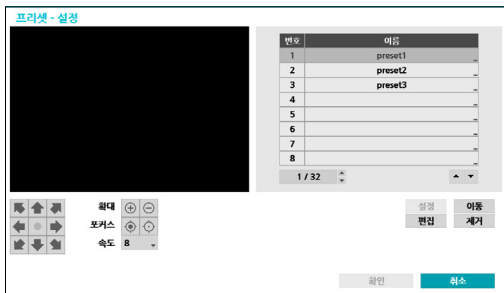 프리셋 - 설정
번호 이름
1 preset1
2 preset2
3 preset3
4
5
6
7
8
1 / 32
확대
포커스
속도 8
설정 이동
편집 제거
확인 취소